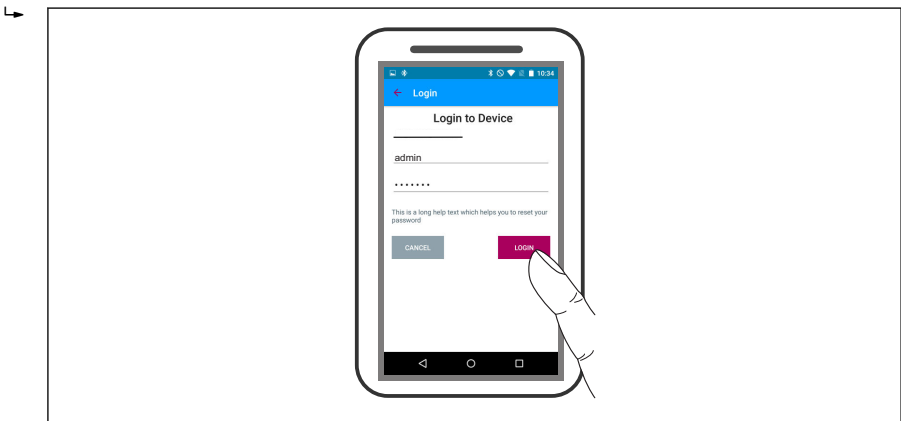 10:34
Login
Login to Device
admin
.......
This is a long help text which helps you to reset your
password
CANCEL
LOGIN